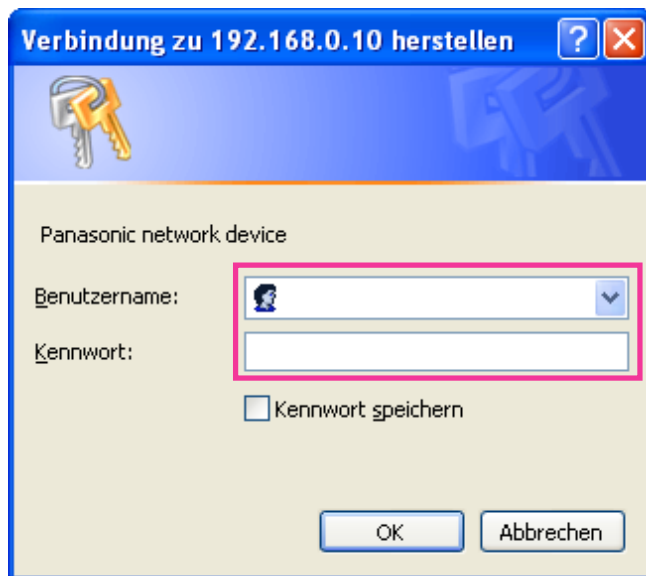 Verbindung zu 192.168.0.10 herstellen
Panasonic network device
Benutzername:
Kennwort:
Kennwort speichern
OK Abbrechen